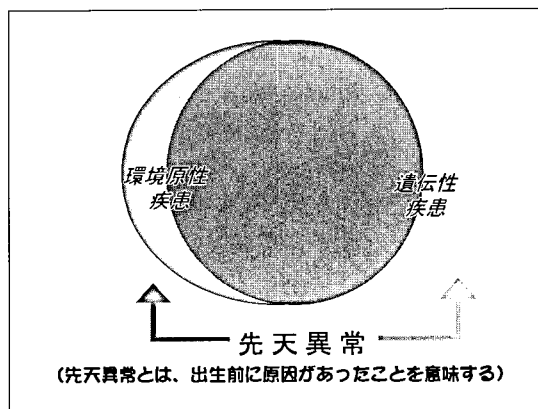 環境原性
疾患
遺伝性
疾患
先天異常
(先天異常とは、出生前に原因があったことを意味する)